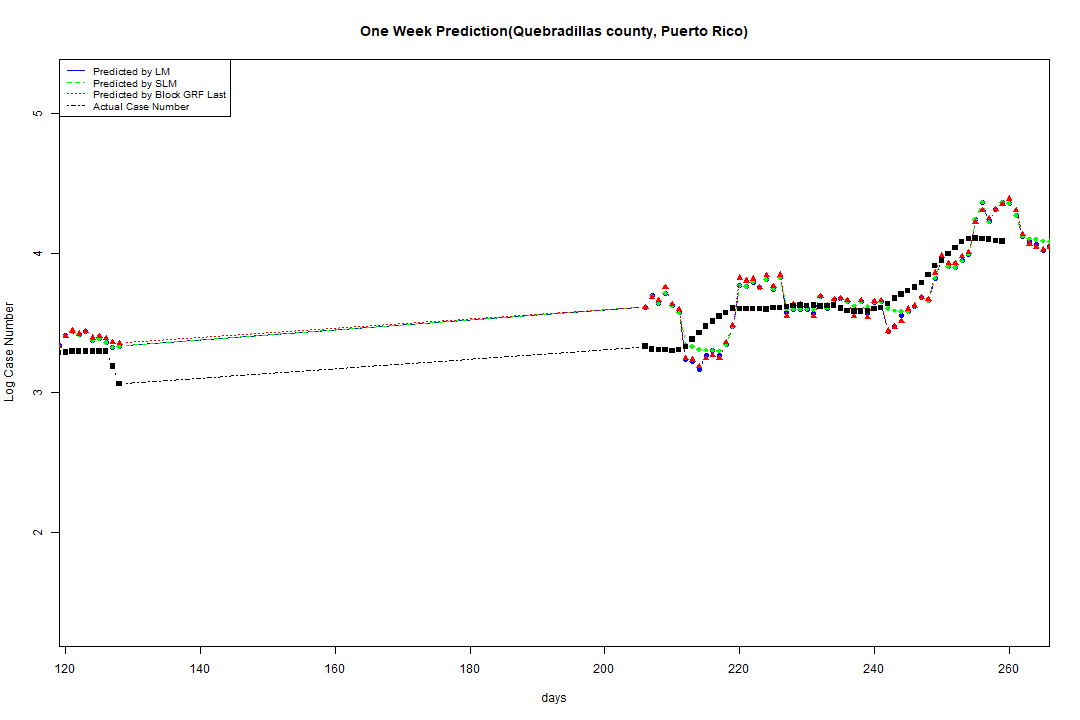 One Week Prediction(Quebradillas county, Puerto Rico)
Predicted by LM
Predicted by SLM
Predicted by Block GRF Last
Actual Case Number
Log Case Number
5
4
3
2
120 140 160 180 200 220 240 260
days